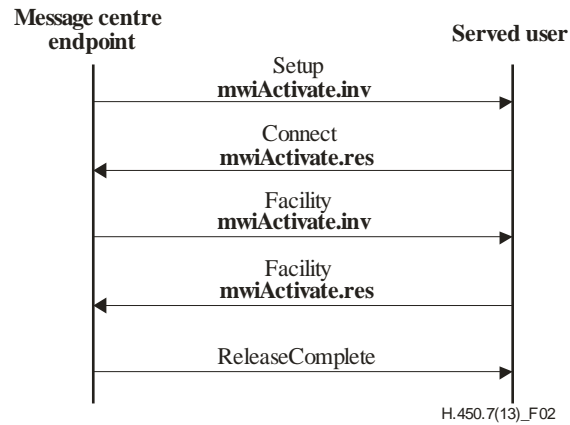 Message centre
endpoint
Served user
Setup
mwiActivate.inv
Connect
mwiActivate.res
Facility
mwiActivate.inv
Facility
mwiActivate.res
ReleaseComplete
H.450.7(13)_F02